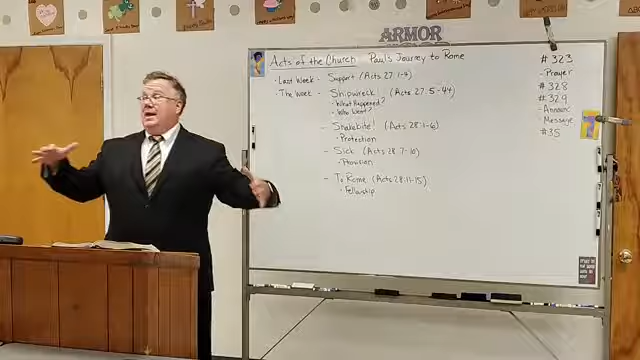 ARMOR
Acts of the Church Paul's Journey to Rome
· Last Week - Support (Acts 27:1-4)
· The Week - Shipwreck! (Acts 27:5-44)
· What Happened?
· Who Went?
- Snakebite! (Acts 28:1-6)
· Protection
- Sick (Acts 28:7-10)
· Provision
- To Rome (Acts 28:11-15)
· Fellowship
#323
- Prayer
#328
#329
- Announc
- Message
#35